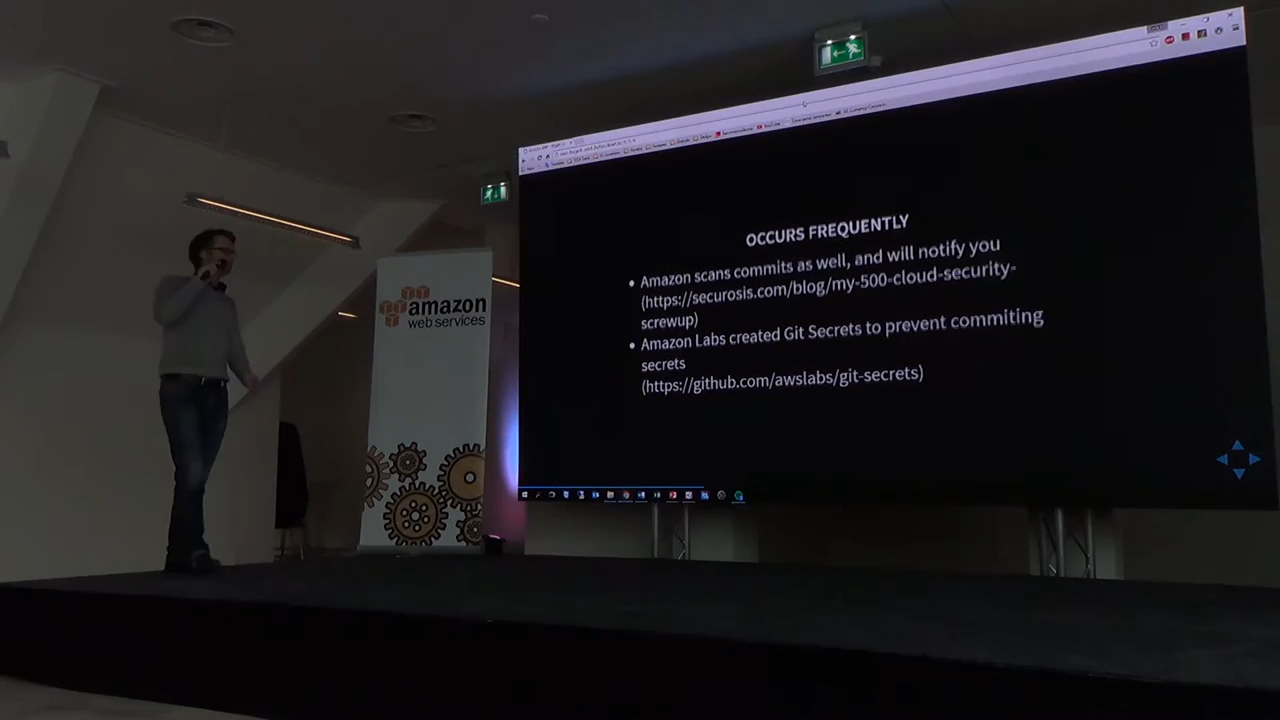 amazon
web services
OCCURS FREQUENTLY
Amazon scans commits as well, and will notify you
(https://securosis.com/blog/my-500-cloud-security-
screwup)
Amazon Labs created Git Secrets to prevent commiting
secrets
(https://github.com/awslabs/git-secrets)